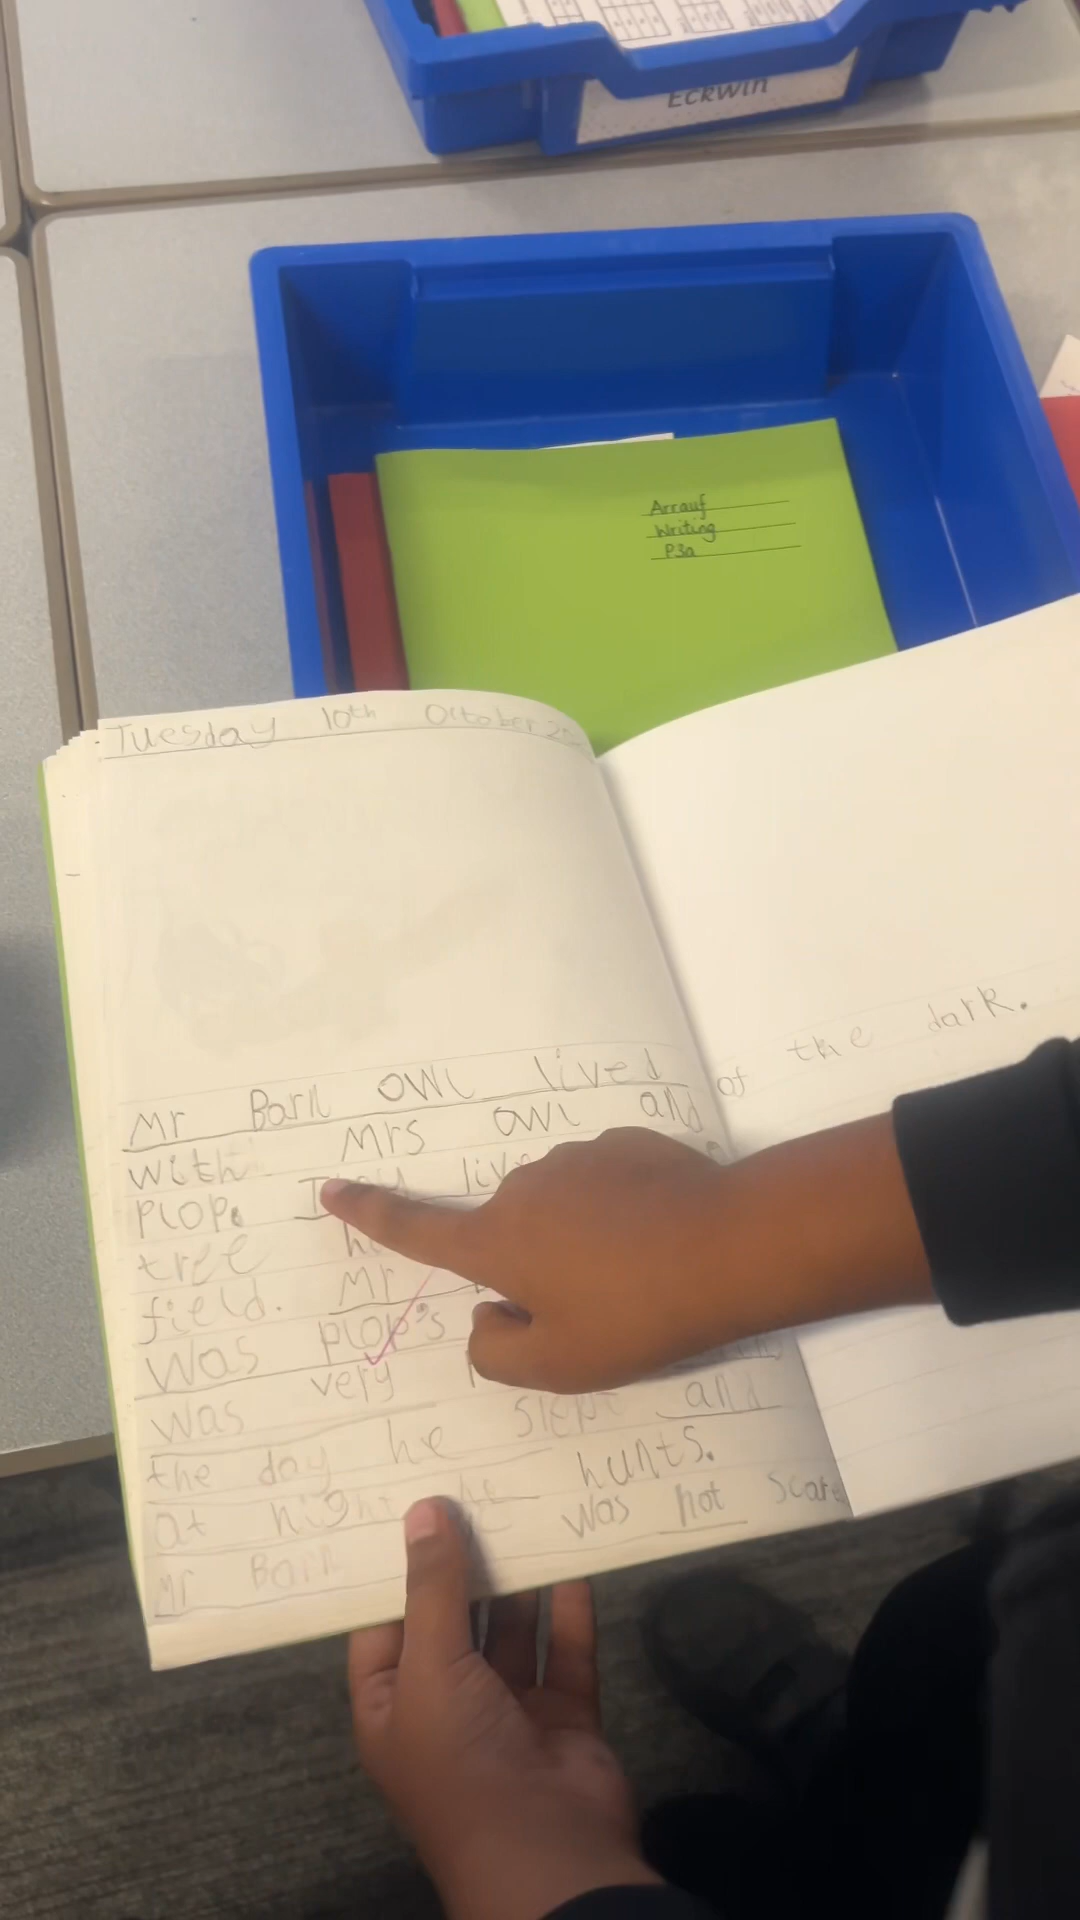 Eckwin
Arrauf
Writing
P3a
Tuesday 10th October
Mr Barn owl lived
with Mrs owl and
plop. They live
tree
field. Mr
was plop's
was very
the day he slept and
at night he hunts.
Mr Barn was not scare
of the dark.